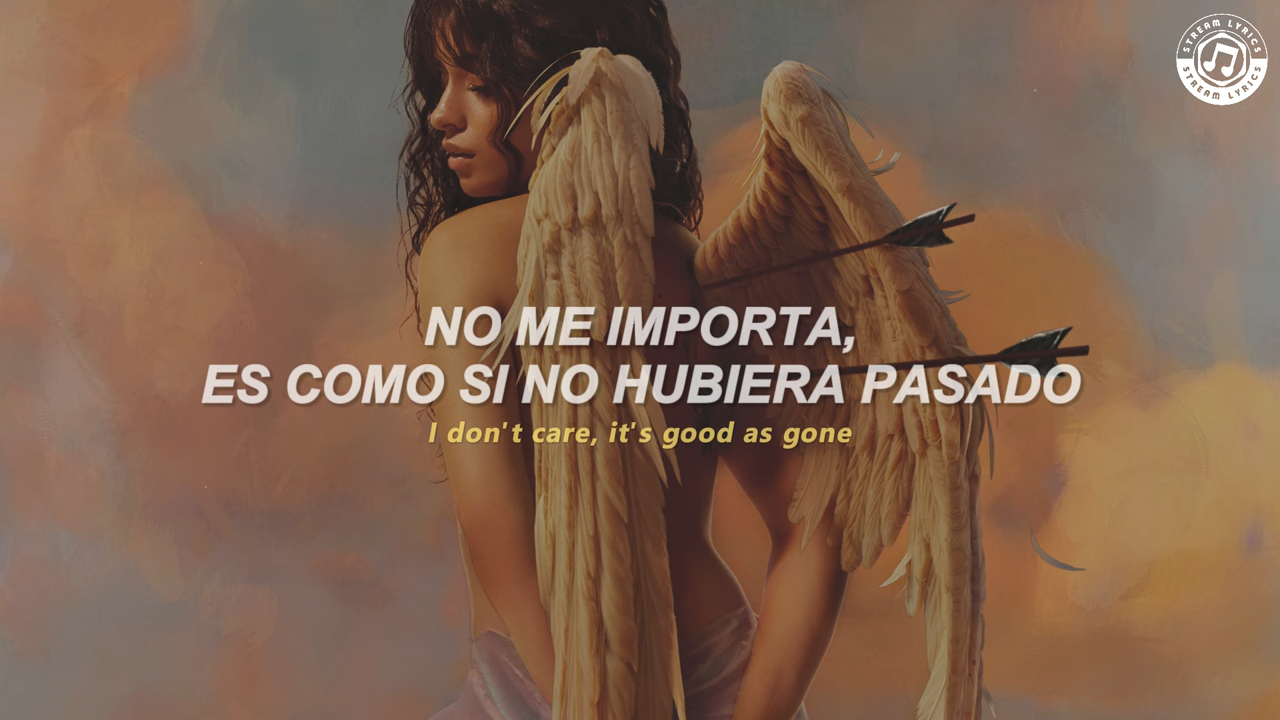 STREAM LYRICS
STREAM LYRICS
NO ME IMPORTA,
ES COMO SI NO HUBIERA PASADO
I don't care, it's good as gone